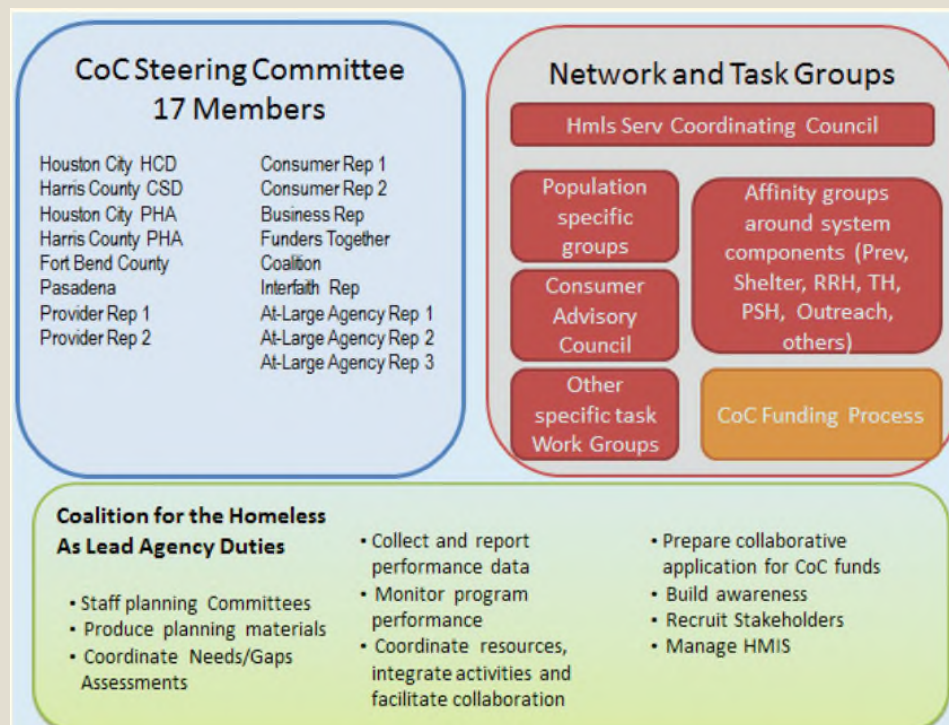 CoC Steering Committee
17 Members
Houston City HCD
Harris County CSD
Houston City PHA
Harris County PHA
Fort Bend County
Pasadena
Provider Rep 1
Provider Rep 2
Consumer Rep 1
Consumer Rep 2
Business Rep
Funders Together
Coalition
Interfaith Rep
At-Large Agency Rep 1
At-Large Agency Rep 2
At-Large Agency Rep 3
Network and Task Groups
Hmls Serv Coordinating Council
Population
specific
groups
Consumer
Advisory
Council
Other
specific task
Work Groups
Affinity groups
around system
components (Prev,
Shelter, RRH, TH,
PSH, Outreach,
others)
CoC Funding Process
Coalition for the Homeless
As Lead Agency Duties
• Staff planning Committees
• Produce planning materials
• Coordinate Needs/Gaps
Assessments
• Collect and report
performance data
• Monitor program
performance
• Coordinate resources,
integrate activities and
facilitate collaboration
• Prepare collaborative
application for CoC funds
• Build awareness
• Recruit Stakeholders
• Manage HMIS